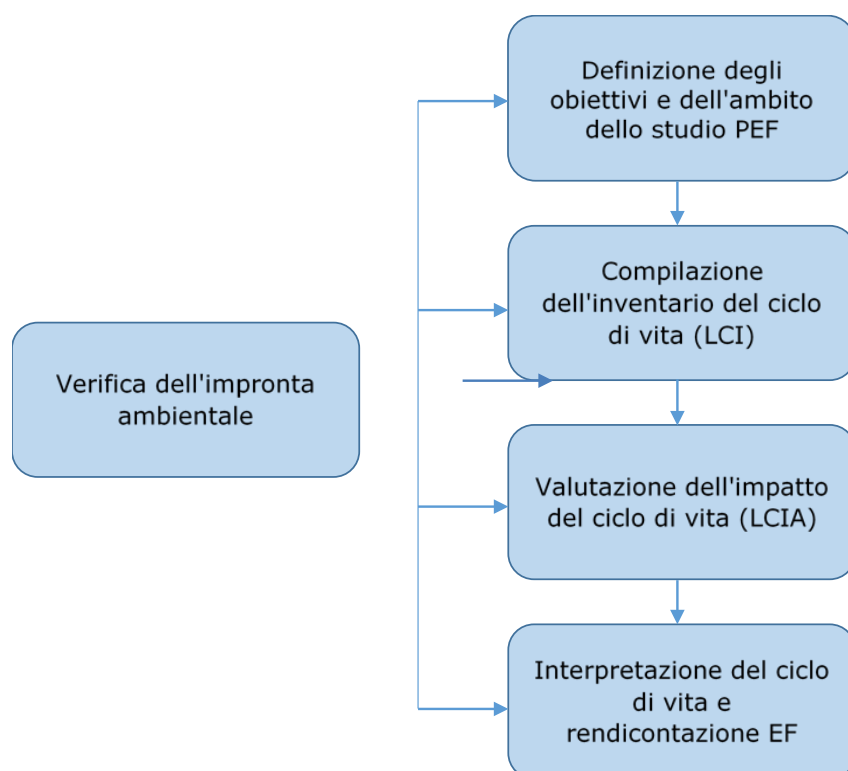 Definizione degli
obiettivi e dell'ambito
dello studio PEF
Compilazione
dell'inventario del ciclo
di vita (LCI)
Verifica dell'impronta
ambientale
Valutazione dell'impatto
del ciclo di vita (LCIA)
Interpretazione del ciclo
di vita e
rendicontazione EF